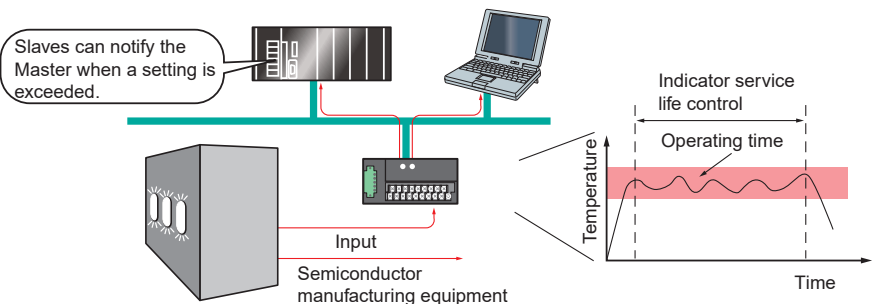 Slaves can notify the
Master when a setting is
exceeded.
Indicator service
life control
Operating time
Temperature
Time
Input
Semiconductor
manufacturing equipment